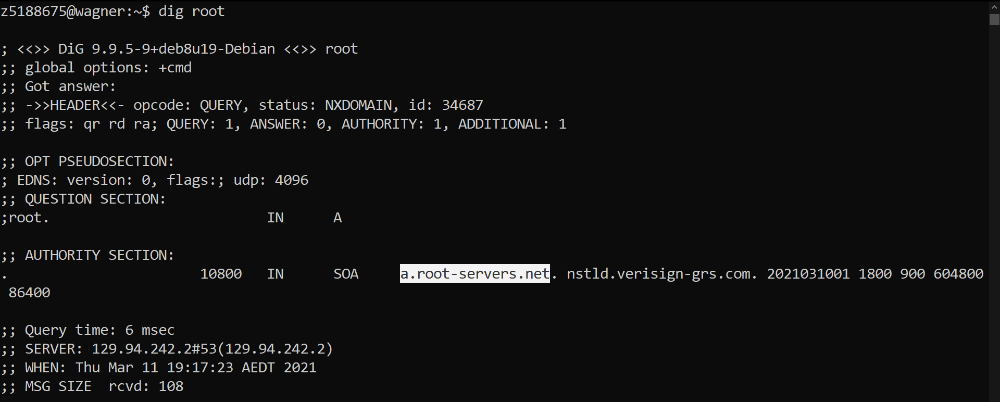 z5188675@wagner:~$ dig root
; <<>> DiG 9.9.5-9+deb8u19-Debian <<>> root
;; global options: +cmd
;; Got answer:
;; ->>HEADER<<- opcode: QUERY, status: NXDOMAIN, id: 34687
;; flags: qr rd ra; QUERY: 1, ANSWER: 0, AUTHORITY: 1, ADDITIONAL: 1
;; OPT PSEUDOSECTION:
; EDNS: version: 0, flags:; udp: 4096
;; QUESTION SECTION:
;root.                          IN      A
;; AUTHORITY SECTION:
.                       10800   IN      SOA     a.root-servers.net. nstld.verisign-grs.com. 2021031001 1800 900 604800
 86400
;; Query time: 6 msec
;; SERVER: 129.94.242.2#53(129.94.242.2)
;; WHEN: Thu Mar 11 19:17:23 AEDT 2021
;; MSG SIZE  rcvd: 108